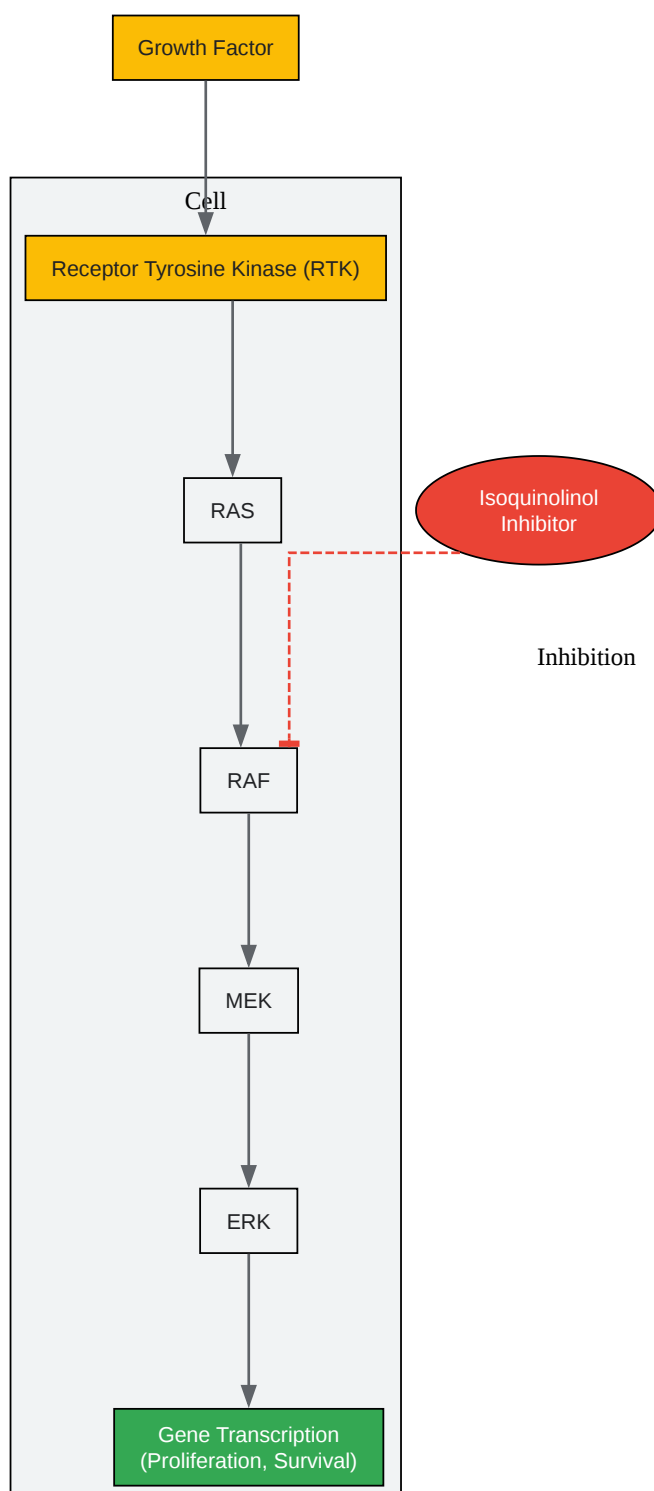 Growth Factor
Cell
Receptor Tyrosine Kinase (RTK)
RAS
Isoquinolinol
Inhibitor
Inhibition
RAF
MEK
ERK
Gene Transcription
(Proliferation, Survival)